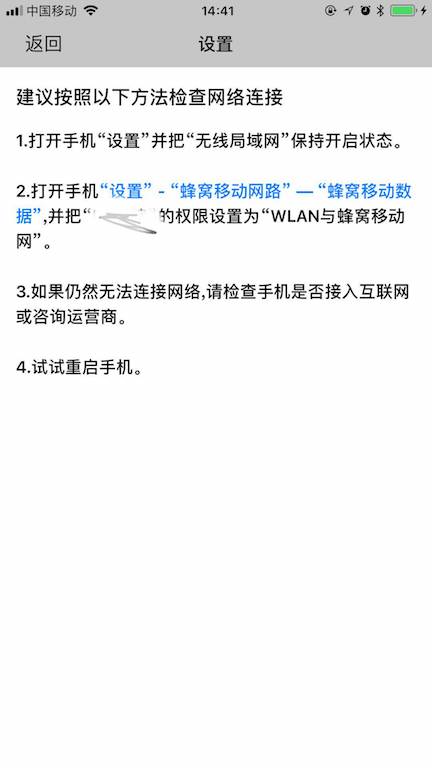 中国移动
14:41
返回
设置
建议按照以下方法检查网络连接
1.打开手机“设置”并把“无线局域网”保持开启状态。
2.打开手机“设置” - “蜂窝移动网路” — “蜂窝移动数
据”,并把“ ”的权限设置为“WLAN与蜂窝移动
网”。
3.如果仍然无法连接网络,请检查手机是否接入互联网
或咨询运营商。
4.试试重启手机。